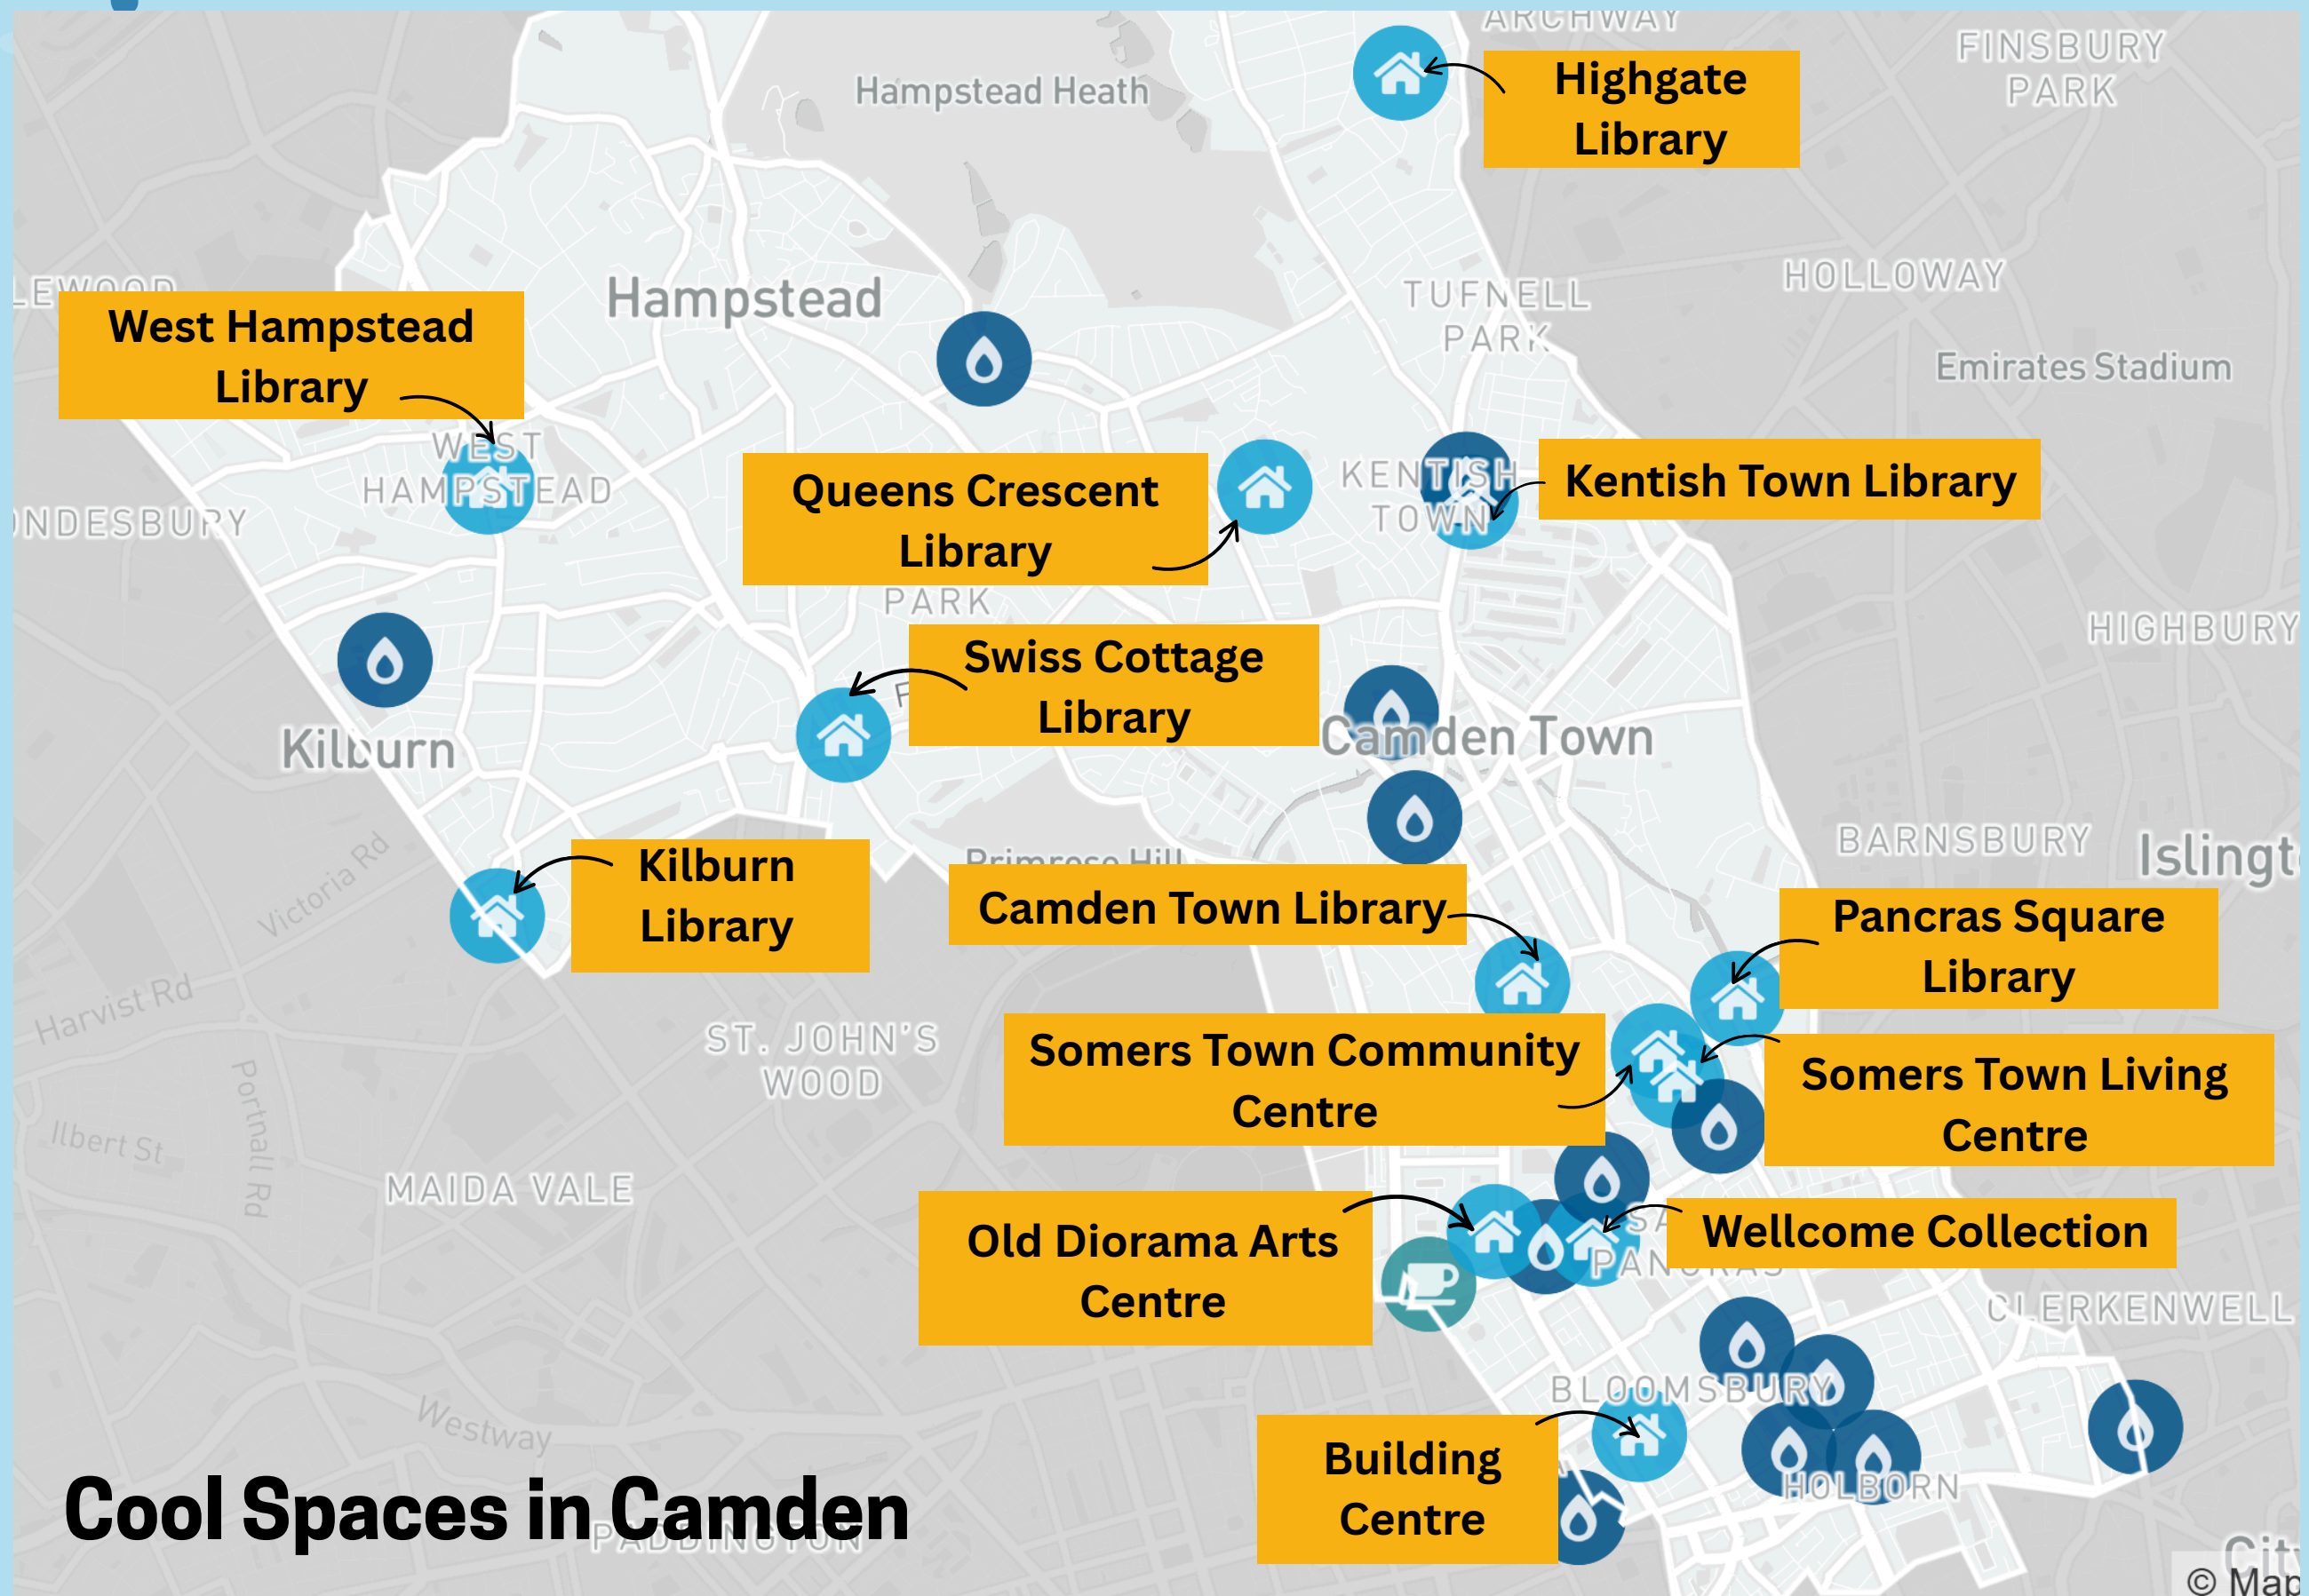 ARCHWAY
FINSBURY
PARK
Hampstead Heath
Highgate
Library
HOLLOWAY
TUFNELL
PARK
Hampstead
West Hampstead
Library
Emirates Stadium
WEST
HAMPSTEAD
Queens Crescent
Library
KENTISH
TOWN
Kentish Town Library
PARK
HIGHBURY
Swiss Cottage
Library
Camden Town
Kilburn
BARNSBURY
Primrose Hill
Victoria Rd
Kilburn
Library
Camden Town Library
Pancras Square
Library
Harvist Rd
ST. JOHN'S
WOOD
Somers Town Community
Centre
Somers Town Living
Centre
Portnall Rd
Ilbert St
MAIDA VALE
Old Diorama Arts
Centre
Wellcome Collection
PANCRAS
CLERKENWELL
BLOOMSBURY
Westway
Building
Centre
HOLBORN
Cool Spaces in Camden
PADDINGTON
City
© Map